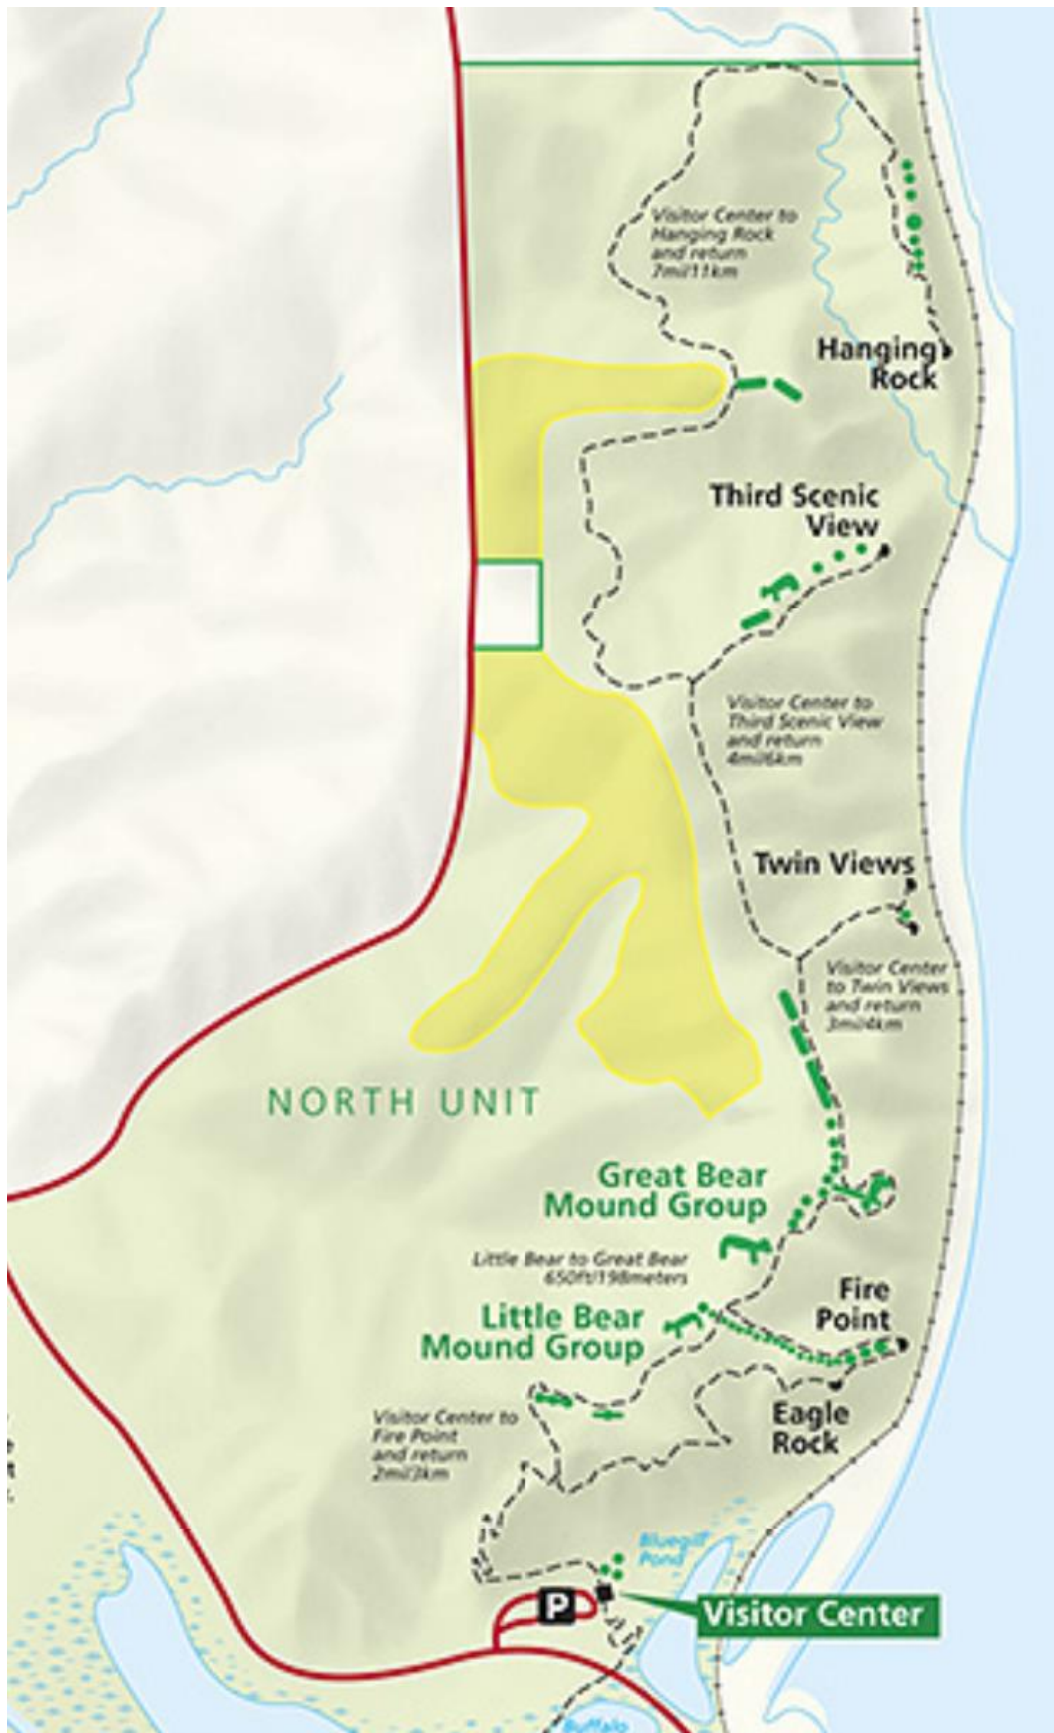 Visitor Center to
Hanging Rock
and return
7mi/11km
Hanging
Rock
Third Scenic
View
Visitor Center to
Third Scenic View
and return
4mi/6km
Twin Views
Visitor Center
to Twin Views
and return
3mi/4km
NORTH UNIT
Great Bear
Mound Group
Little Bear to Great Bear
650ft/198meters
Fire
Point
Little Bear
Mound Group
Eagle
Rock
Visitor Center to
Fire Point
and return
2mi/3km
Bluegill
Pond
P
Visitor Center
Buffalo